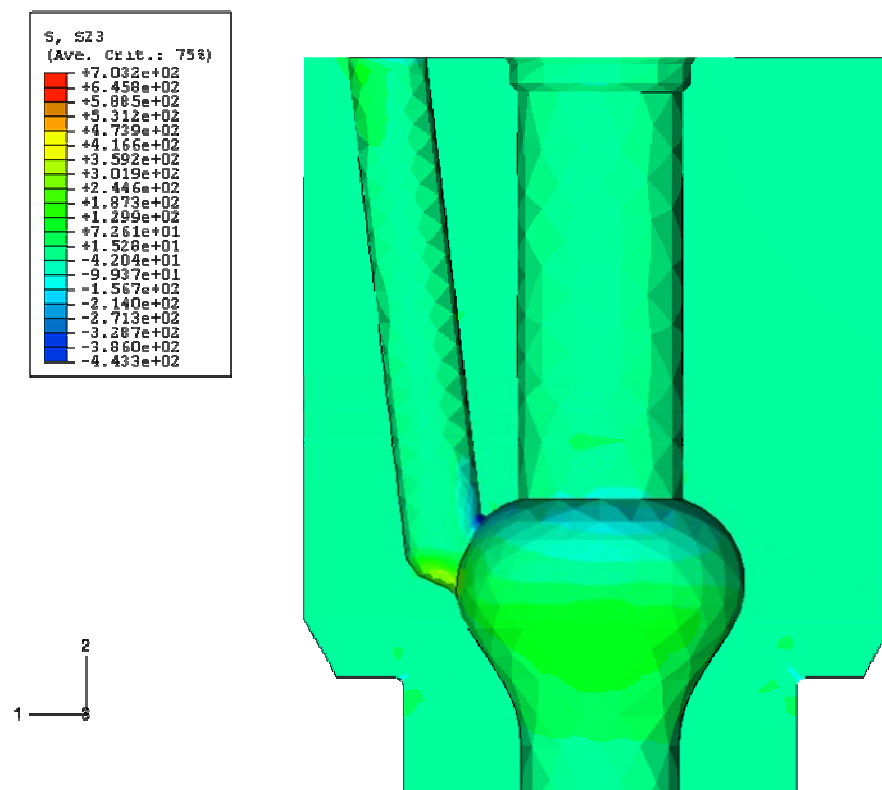 S, S23
(Ave. Crit.: 75%)
+7.032e+02
+6.458e+02
+5.885e+02
+5.312e+02
+4.739e+02
+4.166e+02
+3.592e+02
+3.019e+02
+2.446e+02
+1.873e+02
+1.299e+02
+7.261e+01
+1.528e+01
-4.204e+01
-9.937e+01
-1.567e+02
-2.140e+02
-2.713e+02
-3.287e+02
-3.860e+02
-4.433e+02
2
1
3